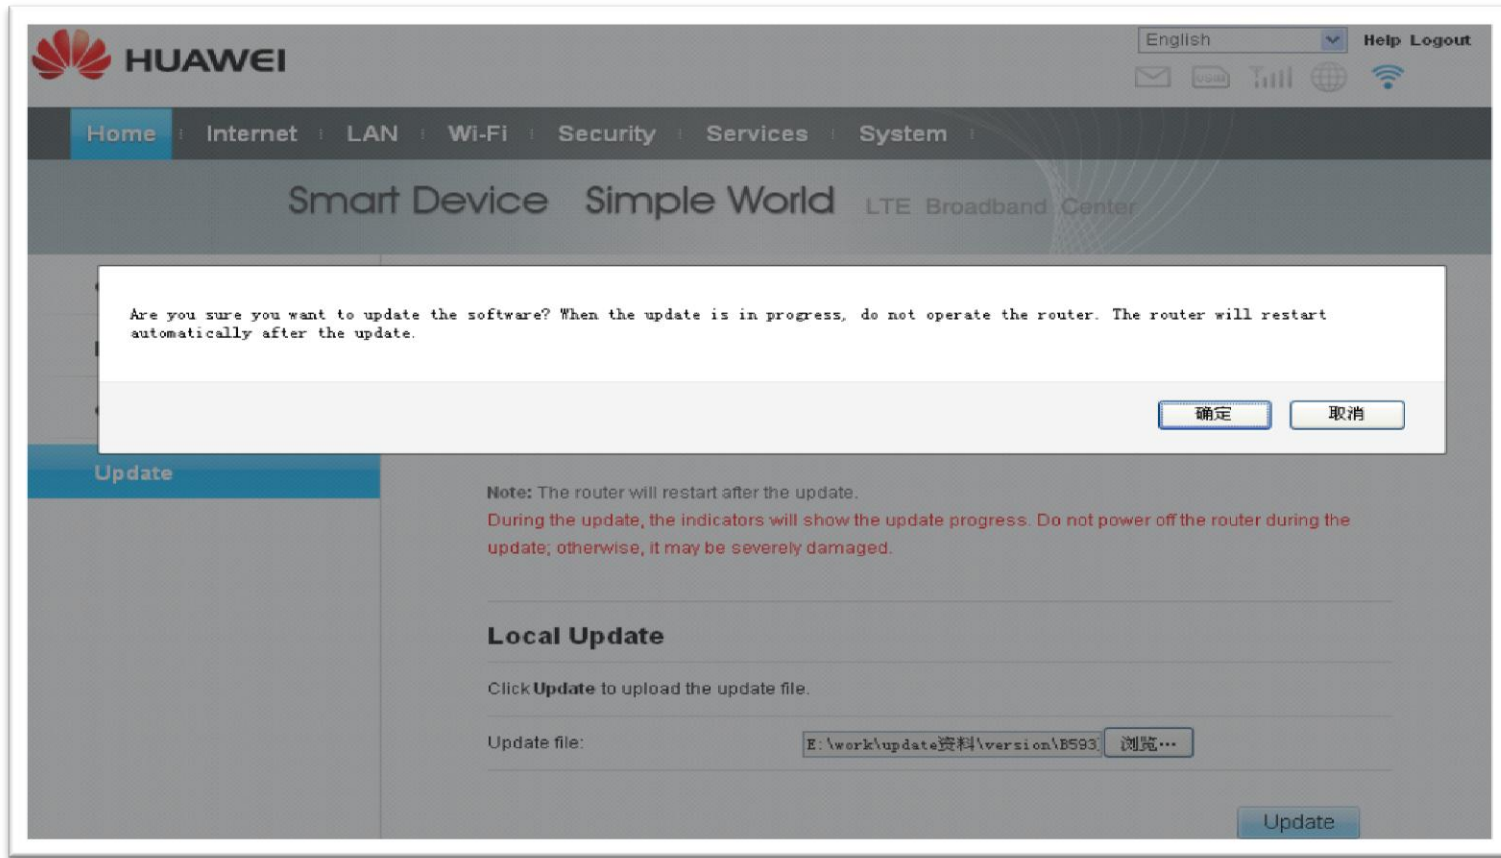 HUAWEI
English Help Logout
Home Internet LAN Wi-Fi Security Services System
Smart Device Simple World LTE Broadband Center
Are you sure you want to update the software? When the update is in progress, do not operate the router. The router will restart
automatically after the update.
确定 取消
Update
Note: The router will restart after the update.
During the update, the indicators will show the update progress. Do not power off the router during the
update; otherwise, it may be severely damaged.
Local Update
Click Update to upload the update file.
Update file: E:\work\update资料\version\B593 浏览…
Update